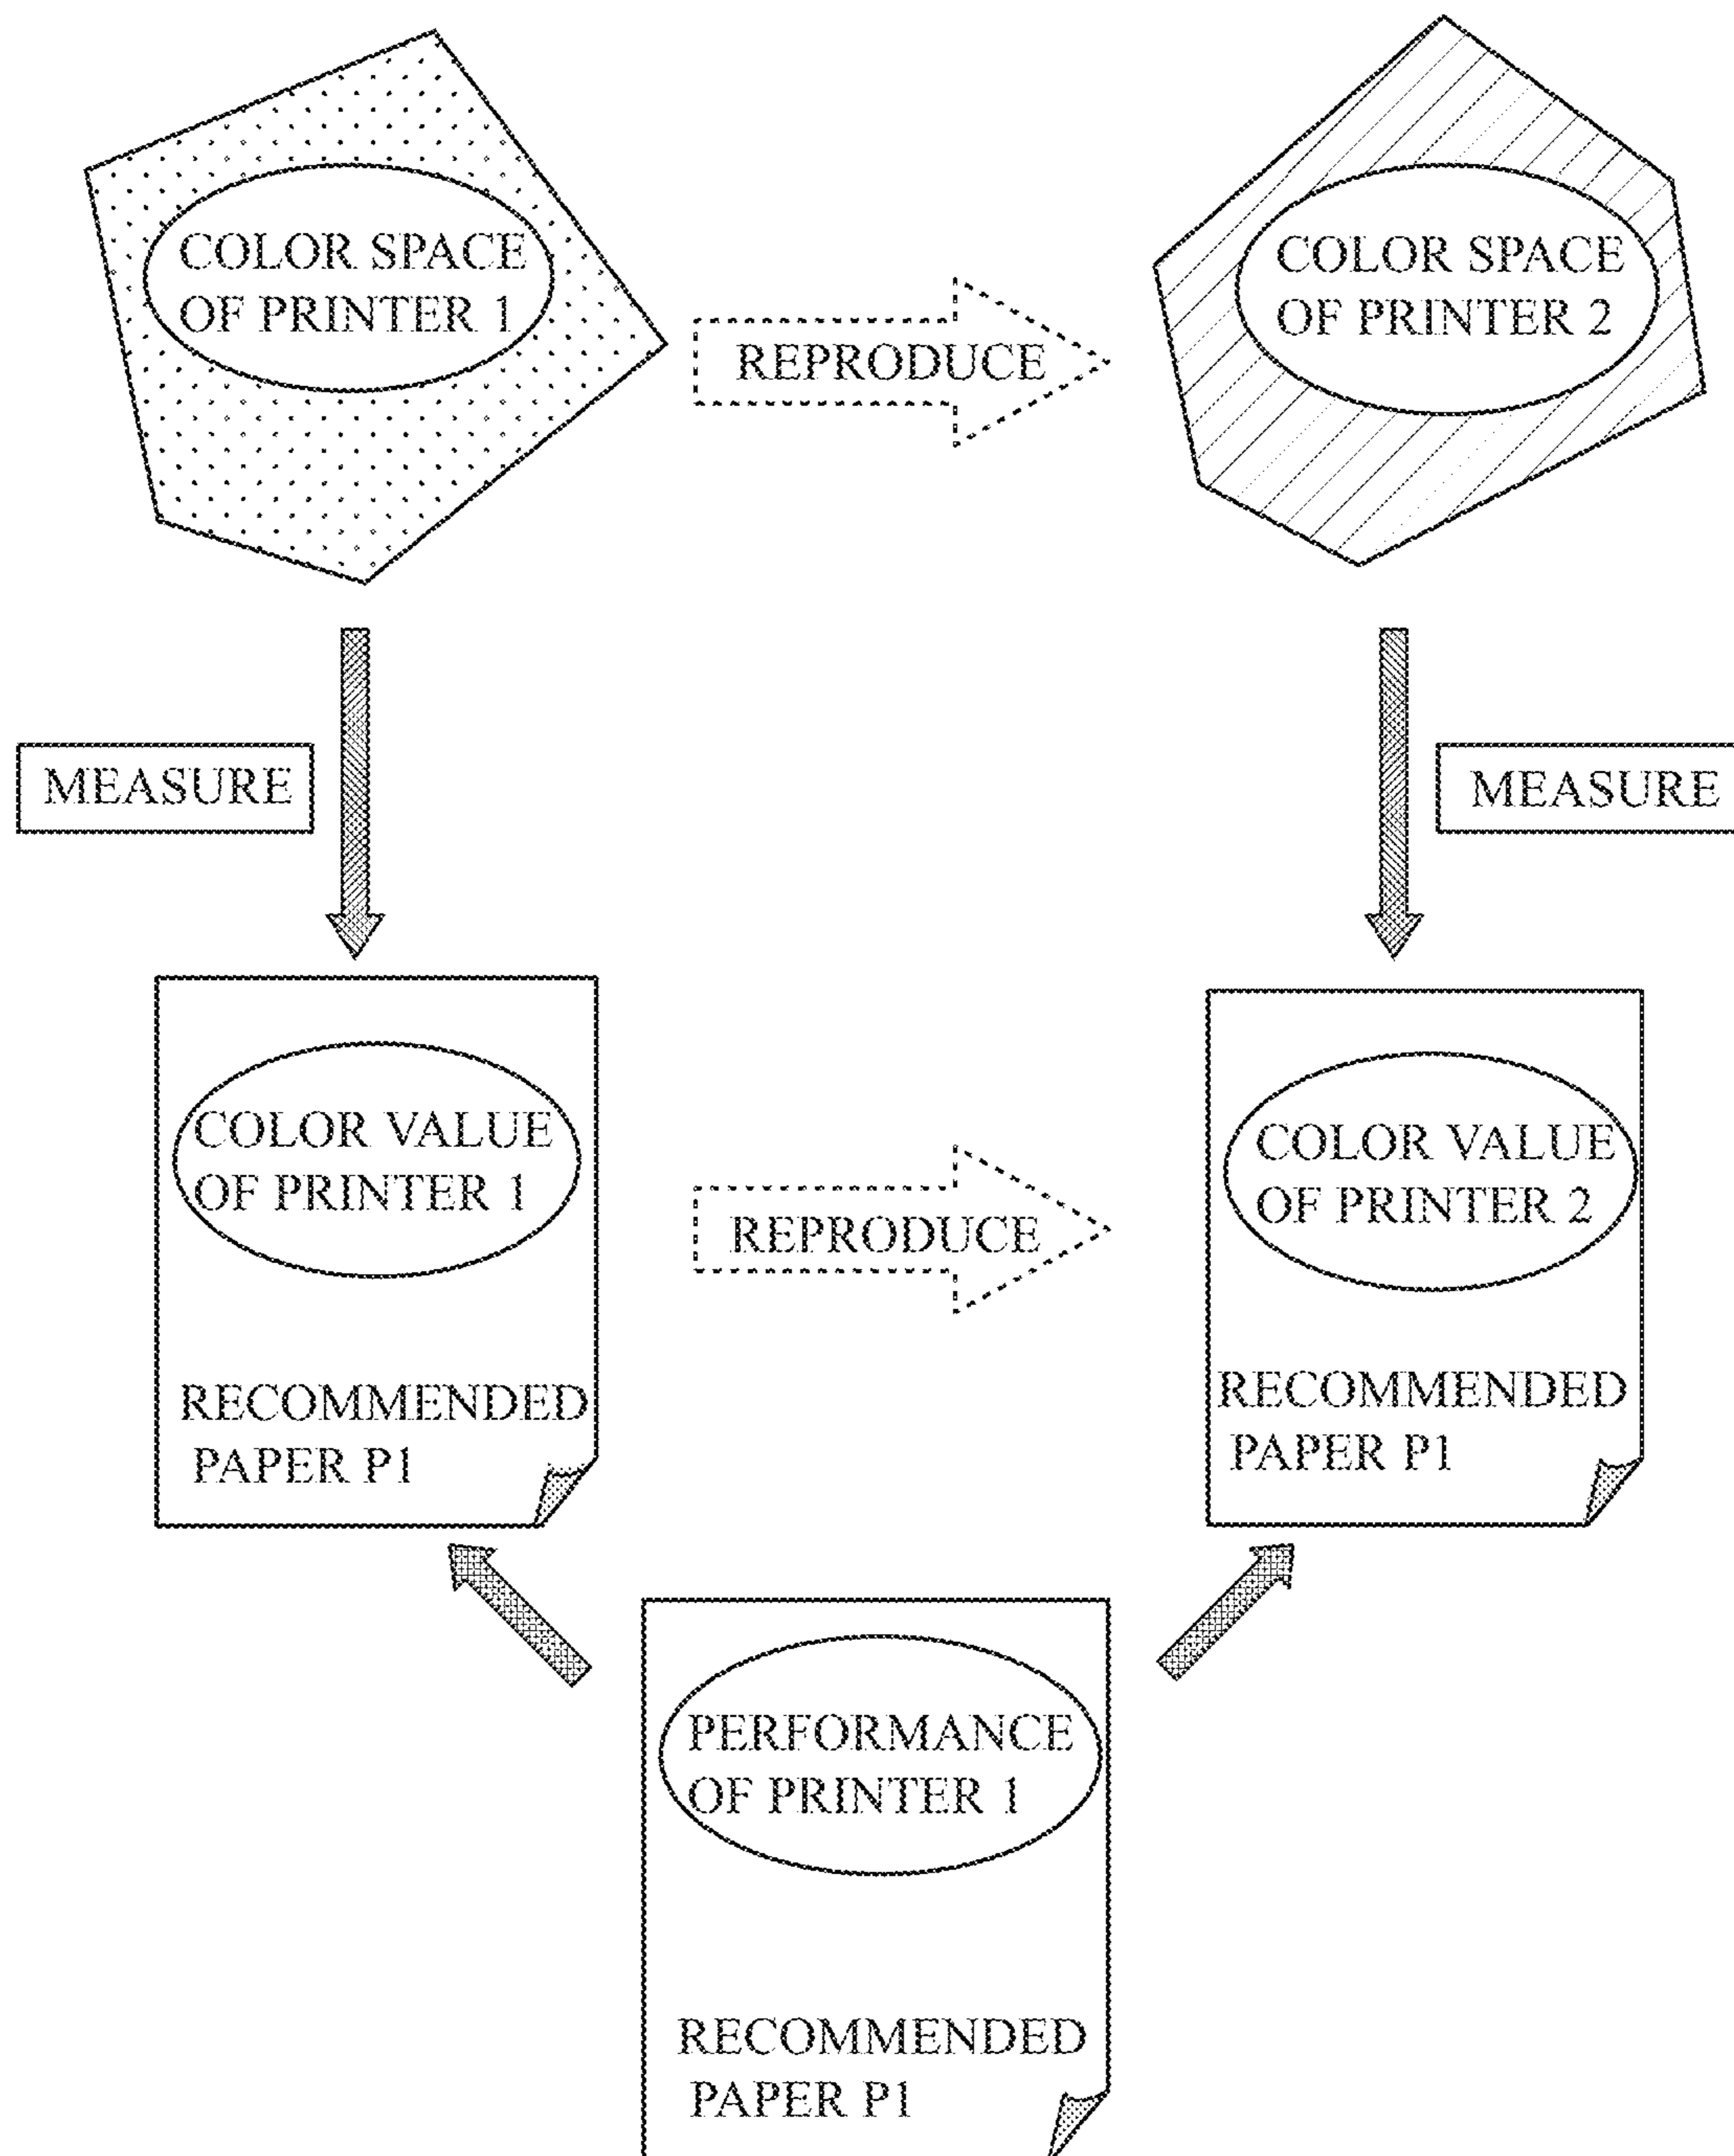 COLOR SPACE
OF PRINTER 1
REPRODUCE
COLOR SPACE
OF PRINTER 2
MEASURE
MEASURE
COLOR VALUE
OF PRINTER 1
RECOMMENDED
PAPER P1
REPRODUCE
COLOR VALUE
OF PRINTER 2
RECOMMENDED
PAPER P1
PERFORMANCE
OF PRINTER 1
RECOMMENDED
PAPER P1